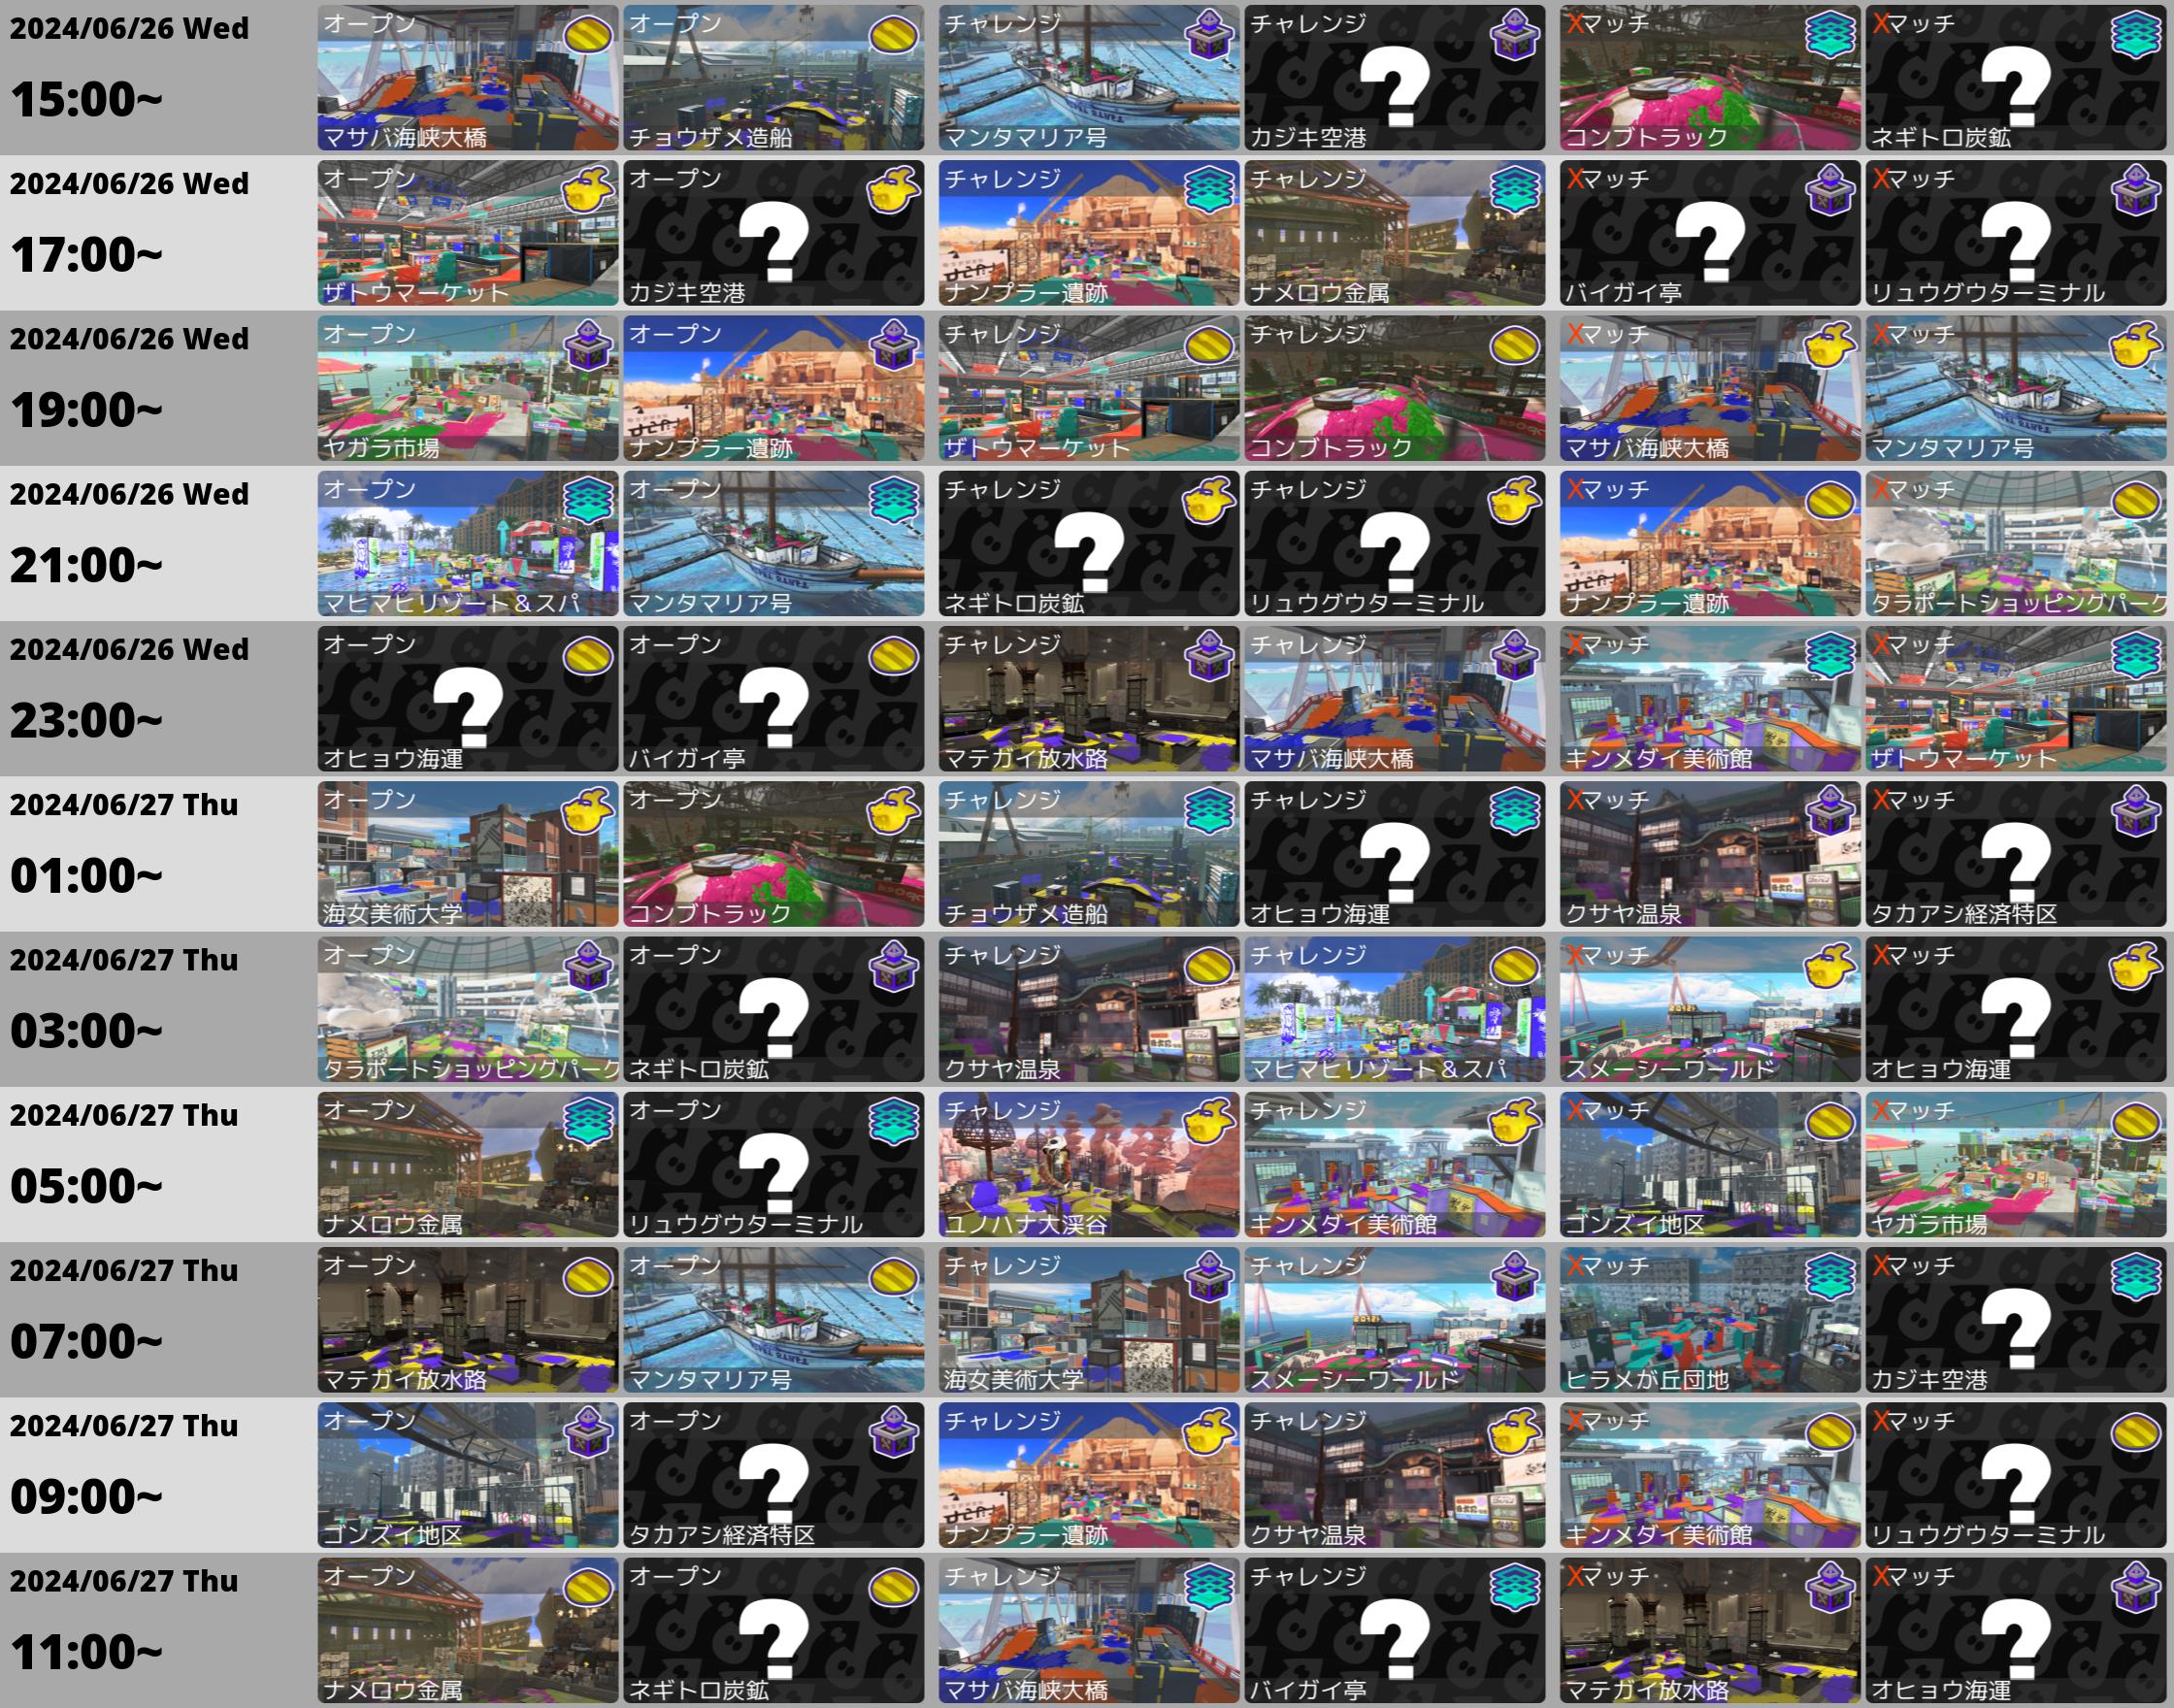 2024/06/26 Wed
15:00~
オープン
マサバ海峡大橋
オープン
チョウザメ造船
チャレンジ
マンタマリア号
チャレンジ
カジキ空港
Xマッチ
コンブトラック
Xマッチ
ネギトロ炭鉱
2024/06/26 Wed
17:00~
オープン
ザトウマーケット
オープン
カジキ空港
チャレンジ
ナンプラー遺跡
チャレンジ
ナメロウ金属
Xマッチ
バイガイ亭
Xマッチ
リュウグウターミナル
2024/06/26 Wed
19:00~
オープン
ヤガラ市場
オープン
ナンプラー遺跡
チャレンジ
ザトウマーケット
チャレンジ
コンブトラック
Xマッチ
マサバ海峡大橋
Xマッチ
マンタマリア号
2024/06/26 Wed
21:00~
オープン
マヒマヒリゾート＆スパ
オープン
マンタマリア号
チャレンジ
ネギトロ炭鉱
チャレンジ
リュウグウターミナル
Xマッチ
ナンプラー遺跡
Xマッチ
タラポートショッピングパーク
2024/06/26 Wed
23:00~
オープン
オヒョウ海運
オープン
バイガイ亭
チャレンジ
マテガイ放水路
チャレンジ
マサバ海峡大橋
Xマッチ
キンメダイ美術館
Xマッチ
ザトウマーケット
2024/06/27 Thu
01:00~
オープン
海女美術大学
オープン
コンブトラック
チャレンジ
チョウザメ造船
チャレンジ
オヒョウ海運
Xマッチ
クサヤ温泉
Xマッチ
タカアシ経済特区
2024/06/27 Thu
03:00~
オープン
タラポートショッピングパーク
オープン
ネギトロ炭鉱
チャレンジ
クサヤ温泉
チャレンジ
マヒマヒリゾート＆スパ
Xマッチ
スメーシーワールド
Xマッチ
オヒョウ海運
2024/06/27 Thu
05:00~
オープン
ナメロウ金属
オープン
リュウグウターミナル
チャレンジ
ユノハナ大渓谷
チャレンジ
キンメダイ美術館
Xマッチ
ゴンズイ地区
Xマッチ
ヤガラ市場
2024/06/27 Thu
07:00~
オープン
マテガイ放水路
オープン
マンタマリア号
チャレンジ
海女美術大学
チャレンジ
スメーシーワールド
Xマッチ
ヒラメが丘団地
Xマッチ
カジキ空港
2024/06/27 Thu
09:00~
オープン
ゴンズイ地区
オープン
タカアシ経済特区
チャレンジ
ナンプラー遺跡
チャレンジ
クサヤ温泉
Xマッチ
キンメダイ美術館
Xマッチ
リュウグウターミナル
2024/06/27 Thu
11:00~
オープン
ナメロウ金属
オープン
ネギトロ炭鉱
チャレンジ
マサバ海峡大橋
チャレンジ
バイガイ亭
Xマッチ
マテガイ放水路
Xマッチ
オヒョウ海運